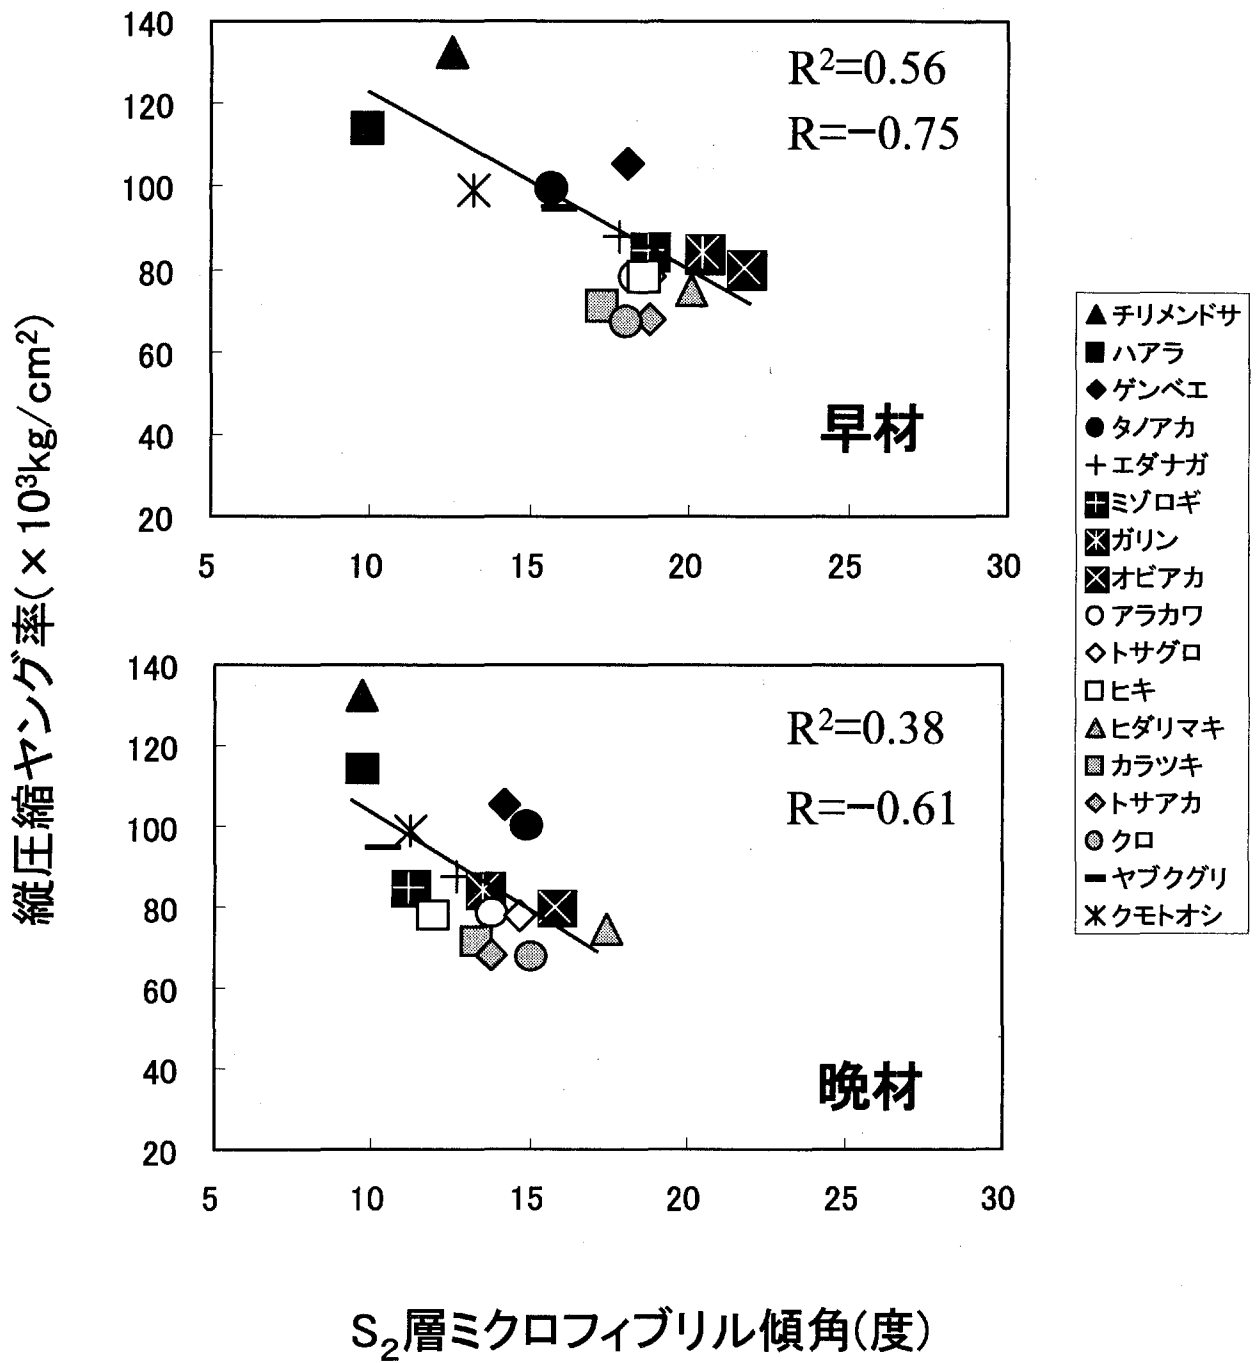 縦圧縮ヤング率(×10³kg/cm²)
140
120
100
80
60
40
20
5 10 15 20 25 30
R²=0.56
R=−0.75
早材
140
120
100
80
60
40
20
5 10 15 20 25 30
R²=0.38
R=−0.61
晩材
S₂層ミクロフィブリル傾角(度)
チリメンドサ
ハアラ
ゲンベエ
タノアカ
エダナガ
ミゾロギ
ガリン
オビアカ
アラカワ
トサグロ
ヒキ
ヒダリマキ
カラツキ
トサアカ
クロ
ヤブクグリ
クモトオシ